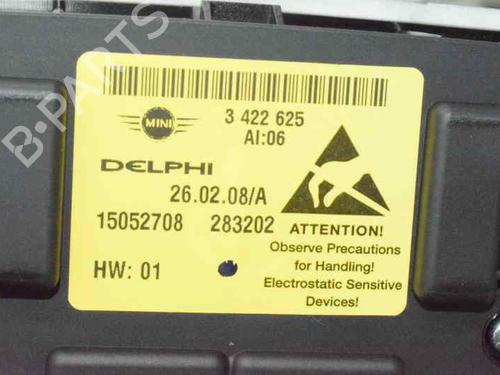 B-PARTS
MINI
3 422 625
AI:06
DELPHI
26.02.08/A
15052708 283202
HW: 01
ATTENTION!
Observe Precautions
for Handling!
Electrostatic Sensitive
Devices!